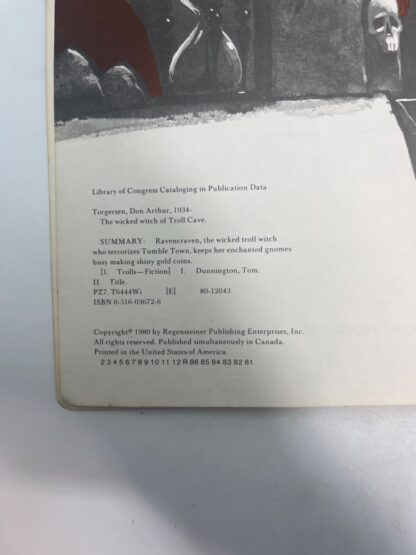 Library of Congress Cataloging in Publication Data
Torgersen, Don Arthur, 1934-
The wicked witch of Troll Cave.
SUMMARY: Ravencraven, the wicked troll witch
who terrorizes Tumble Town, keeps her enchanted gnomes
busy making shiny gold coins.
[1. Trolls—Fiction] I. Dunnington, Tom.
II. Title.
PZ7. T6444Wi [E] 80-12043
ISBN 0-516-03672-6
Copyright© 1980 by Regensteiner Publishing Enterprises, Inc.
All rights reserved. Published simultaneously in Canada.
Printed in the United States of America.
2 3 4 5 6 7 8 9 10 11 12 R 86 85 84 83 82 81